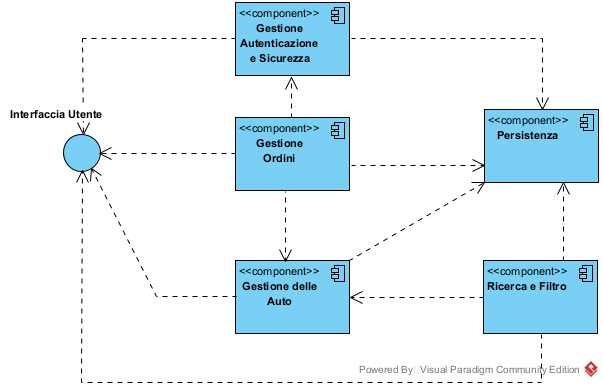 <<component>>
Gestione
Autenticazione
e Sicurezza
Interfaccia Utente
<<component>>
Gestione
Ordini
<<component>>
Persistenza
<<component>>
Gestione delle
Auto
<<component>>
Ricerca e Filtro
Powered By Visual Paradigm Community Edition